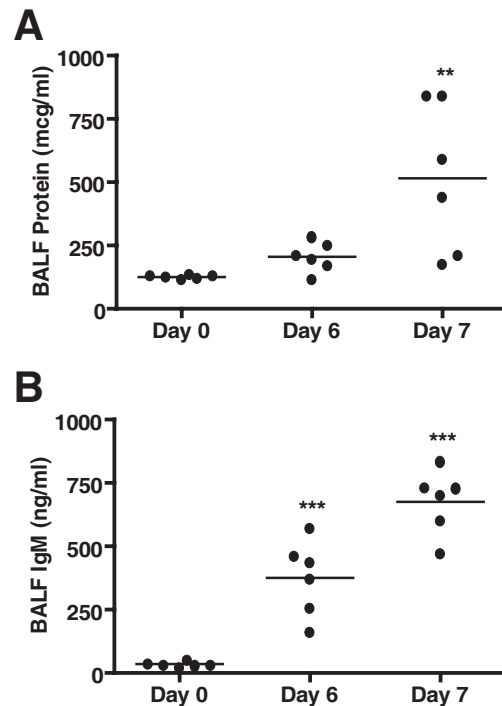 A
BALF Protein (mcg/ml)
1000
750
500
250
0
**
Day 0 Day 6 Day 7
B
BALF IgM (ng/ml)
1000
750
500
250
0
***
***
Day 0 Day 6 Day 7